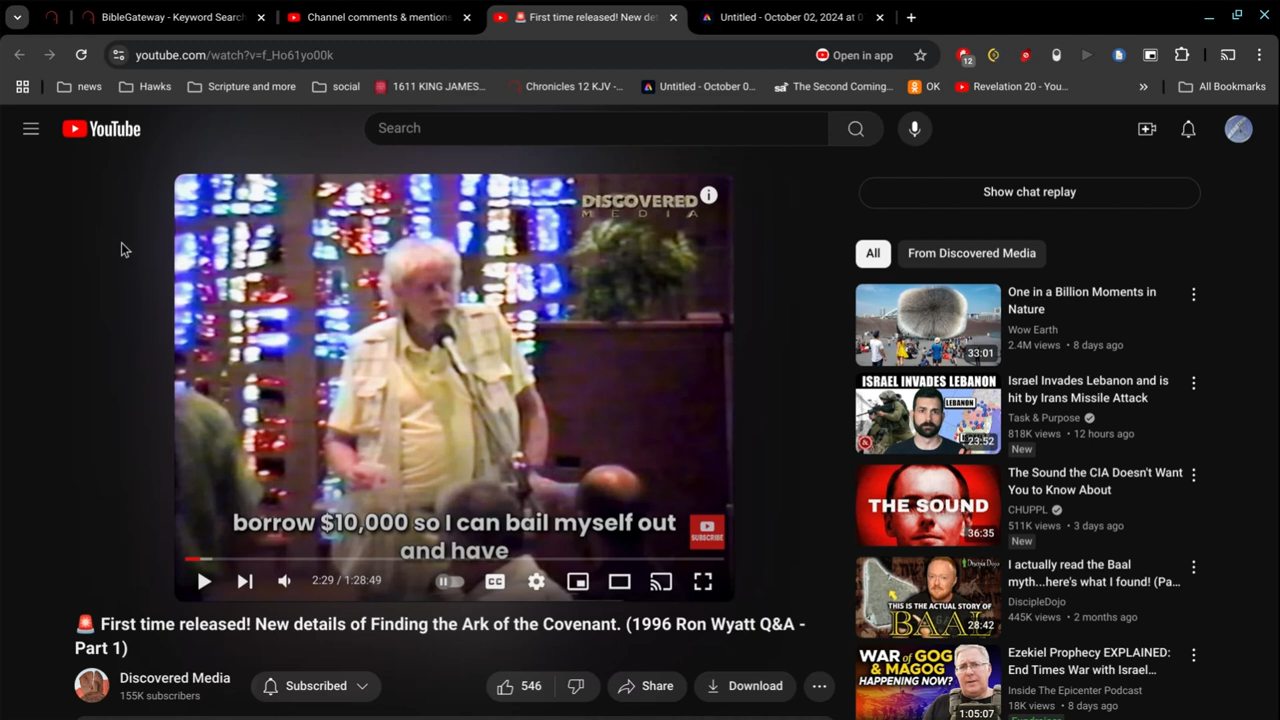 BibleGateway - Keyword Searc
Channel comments & mentions
🚨 First time released! New det
Untitled - October 02, 2024 at 0
youtube.com/watch?v=f_Ho61yo00k
Open in app
12
news
Hawks
Scripture and more
social
1611 KING JAMES...
Chronicles 12 KJV -...
Untitled - October 0...
The Second Coming...
OK
Revelation 20 - You...
»
All Bookmarks
YouTube
Search
DISCOVERED
MEDIA
borrow $10,000 so I can bail myself out
and have
SUBSCRIBE
2:29 / 1:28:49
CC
🚨 First time released! New details of Finding the Ark of the Covenant. (1996 Ron Wyatt Q&A -
Part 1)
Discovered Media
155K subscribers
Subscribed
546
Share
Download
Show chat replay
All
From Discovered Media
33:01
One in a Billion Moments in
Nature
Wow Earth
2.4M views • 8 days ago
ISRAEL INVADES LEBANON
LEBANON
23:52
Israel Invades Lebanon and is
hit by Irans Missile Attack
Task & Purpose
818K views • 12 hours ago
New
THE SOUND
36:35
The Sound the CIA Doesn't Want
You to Know About
CHUPPL
511K views • 3 days ago
New
THIS IS THE ACTUAL STORY OF
BAAL
28:42
I actually read the Baal
myth...here's what I found! (Pa...
DiscipleDojo
445K views • 2 months ago
WAR of GOG
& MAGOG
HAPPENING NOW?
1:05:07
Ezekiel Prophecy EXPLAINED:
End Times War with Israel...
Inside The Epicenter Podcast
18K views • 8 days ago